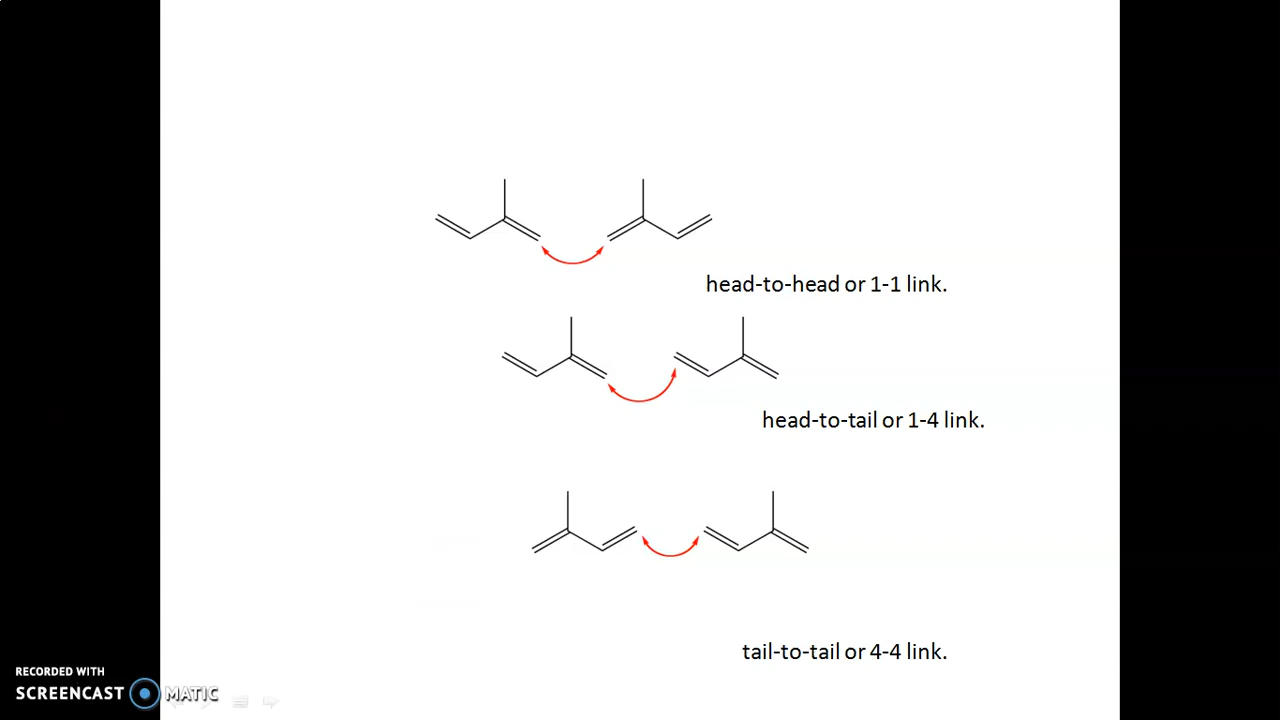 head-to-head or 1-1 link.
head-to-tail or 1-4 link.
tail-to-tail or 4-4 link.
RECORDED WITH
SCREENCAST MATIC